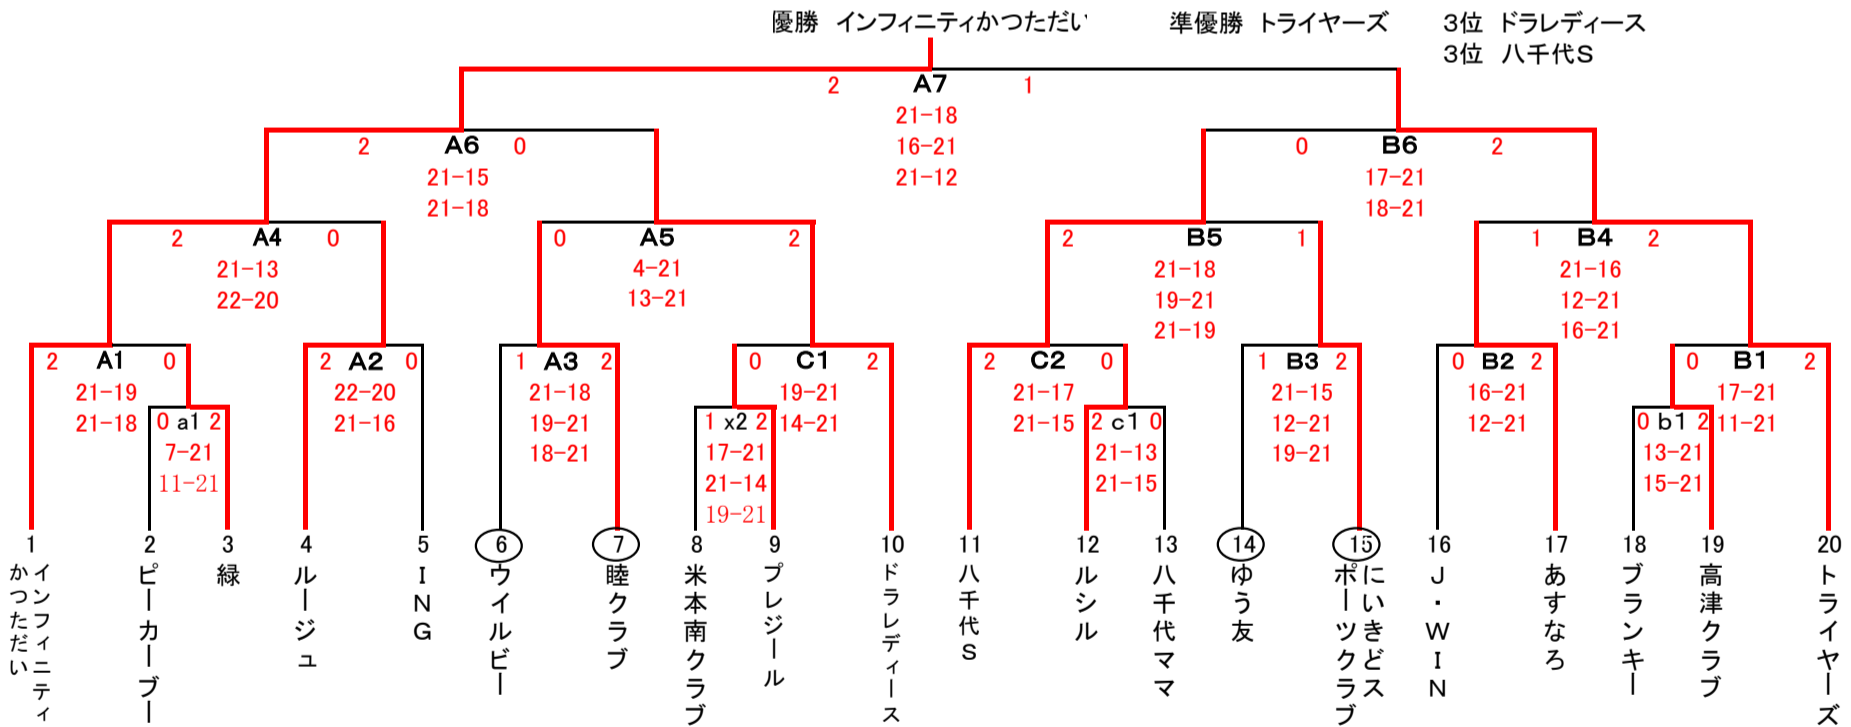 優勝 インフィニティかつただい 準優勝 トライヤーズ 3位 ドラレディース
3位 八千代S
2 A7 1
21-18
16-21
21-12
2 A6 0
21-15
21-18
0 B6 2
17-21
18-21
2 A4 0
21-13
22-20
0 A5 2
4-21
13-21
2 B5 1
21-18
19-21
21-19
1 B4 2
21-16
12-21
16-21
2 A1 0
21-19
21-18
0 a1 2
7-21
11-21
2 A2 0
22-20
21-16
1 A3 2
21-18
19-21
18-21
0 C1 2
19-21
14-21
1 x2 2
17-21
21-14
19-21
2 C2 0
21-17
21-15
2 c1 0
21-13
21-15
1 B3 2
21-15
12-21
19-21
0 B2 2
16-21
12-21
0 B1 2
17-21
11-21
0 b1 2
13-21
15-21
1 2 3 4 5 6 7 8 9 10 11 12 13 14 15 16 17 18 19 20
インフィニティ
かつただい
ピーカーブー
緑
ルージュ
ING
ウイルビー
睦クラブ
米本南クラブ
プレジール
ドラレディース
八千代S
ルシル
八千代ママ
ゆう友
にいきどス
ポーツクラブ
J・WIN
あすなろ
ブランキー
高津クラブ
トライヤーズ